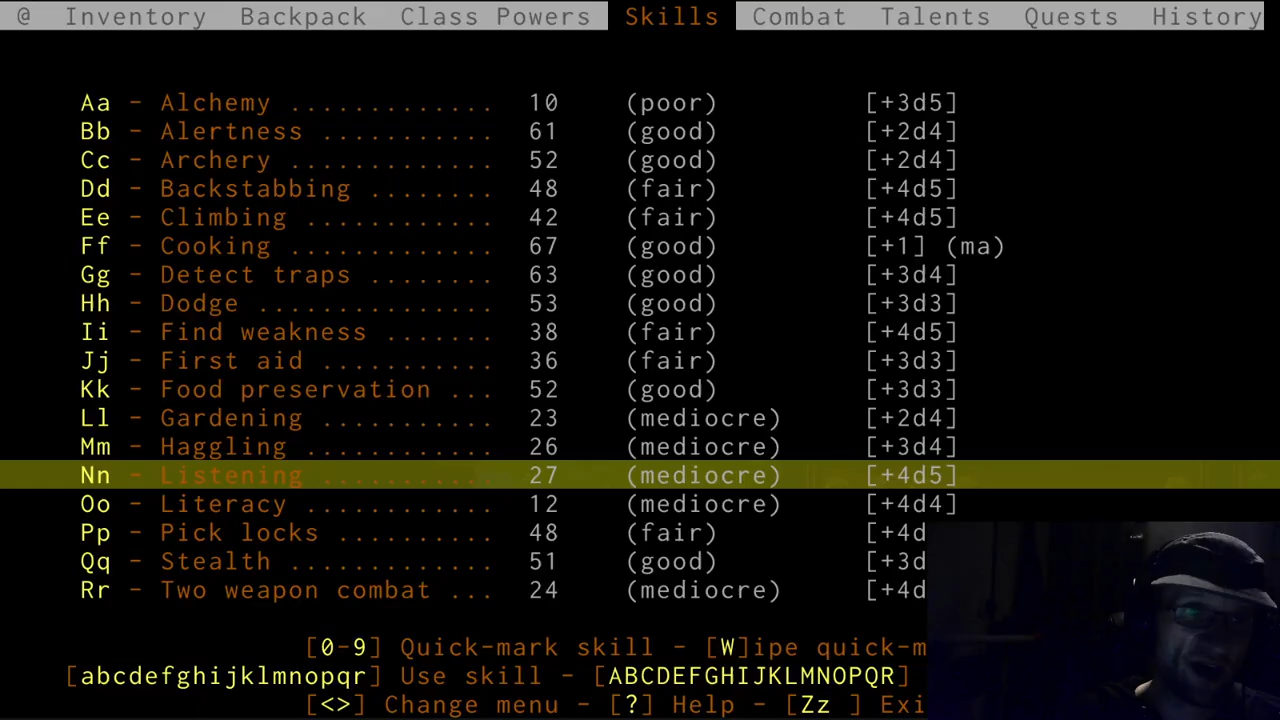 @ Inventory Backpack Class Powers Skills Combat Talents Quests History
Aa - Alchemy ............. 10 (poor) [+3d5]
Bb - Alertness ........... 61 (good) [+2d4]
Cc - Archery ............. 52 (good) [+2d4]
Dd - Backstabbing ........ 48 (fair) [+4d5]
Ee - Climbing ............ 42 (fair) [+4d5]
Ff - Cooking ............. 67 (good) [+1] (ma)
Gg - Detect traps ........ 63 (good) [+3d4]
Hh - Dodge ............... 53 (good) [+3d3]
Ii - Find weakness ....... 38 (fair) [+4d5]
Jj - First aid ........... 36 (fair) [+3d3]
Kk - Food preservation ... 52 (good) [+3d3]
Ll - Gardening ........... 23 (mediocre) [+2d4]
Mm - Haggling ............ 26 (mediocre) [+3d4]
Nn - Listening ........... 27 (mediocre) [+4d5]
Oo - Literacy ............ 12 (mediocre) [+4d4]
Pp - Pick locks .......... 48 (fair) [+4d
Qq - Stealth ............. 51 (good) [+3d
Rr - Two weapon combat ... 24 (mediocre) [+4d
[0-9] Quick-mark skill - [W]ipe quick-m
[abcdefghijklmnopqr] Use skill - [ABCDEFGHIJKLMNOPQR]
[<>] Change menu - [?] Help - [Zz ] Exi